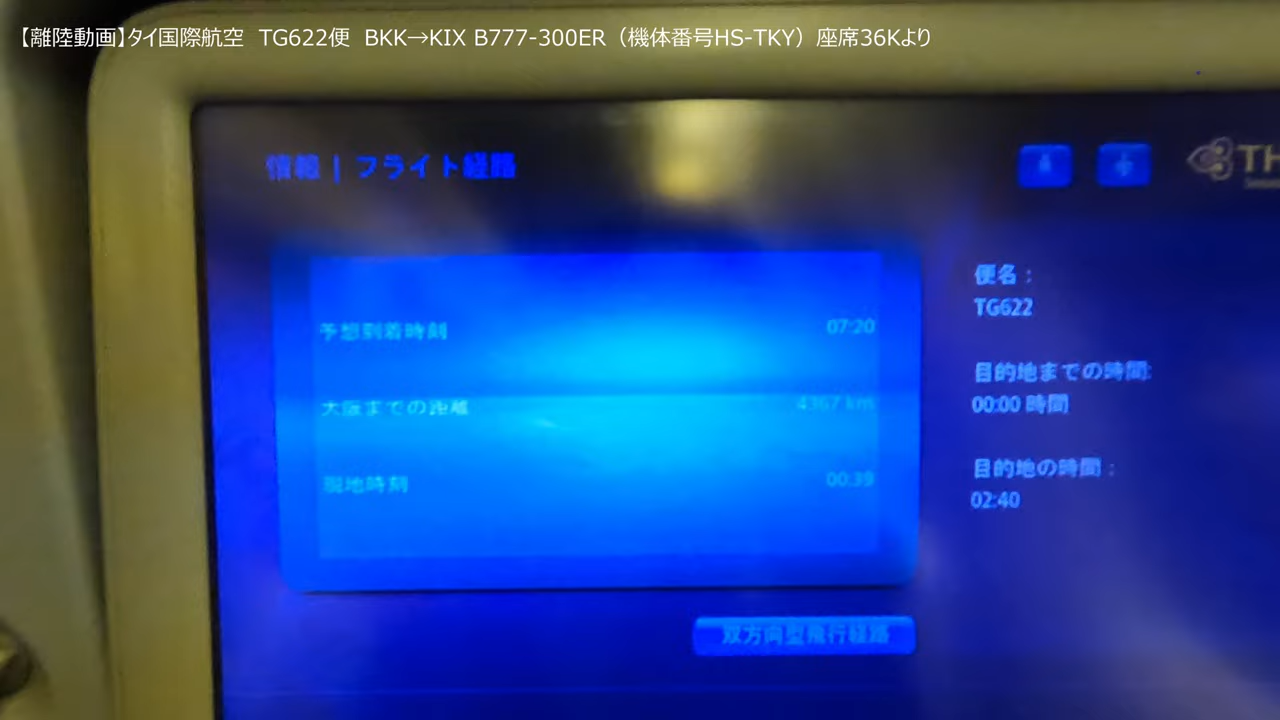 【離陸動画】タイ国際航空　TG622便　BKK→KIX B777-300ER（機体番号HS-TKY）座席36Kより
情報 | フライト経路
TH
予想到着時刻 07:20
大阪までの距離 4367 km
現地時刻 00:39
双方向型飛行経路
便名：
TG622
目的地までの時間:
00:00 時間
目的地の時間：
02:40